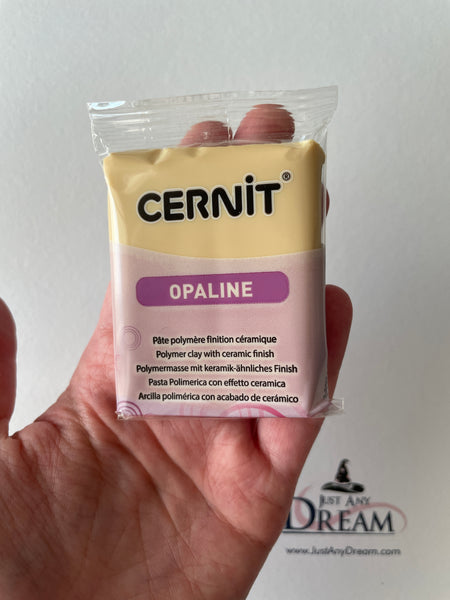 CERNiT®
OPALINE
Pâte polymère finition céramique
Polymer clay with ceramic finish
Polymermasse mit keramik-ähnliches Finish
Pasta Polimerica con effetto ceramica
Arcilla polimérica con acabado de cerámico
JUST ANY
DREAM
www.JustAnyDream.com